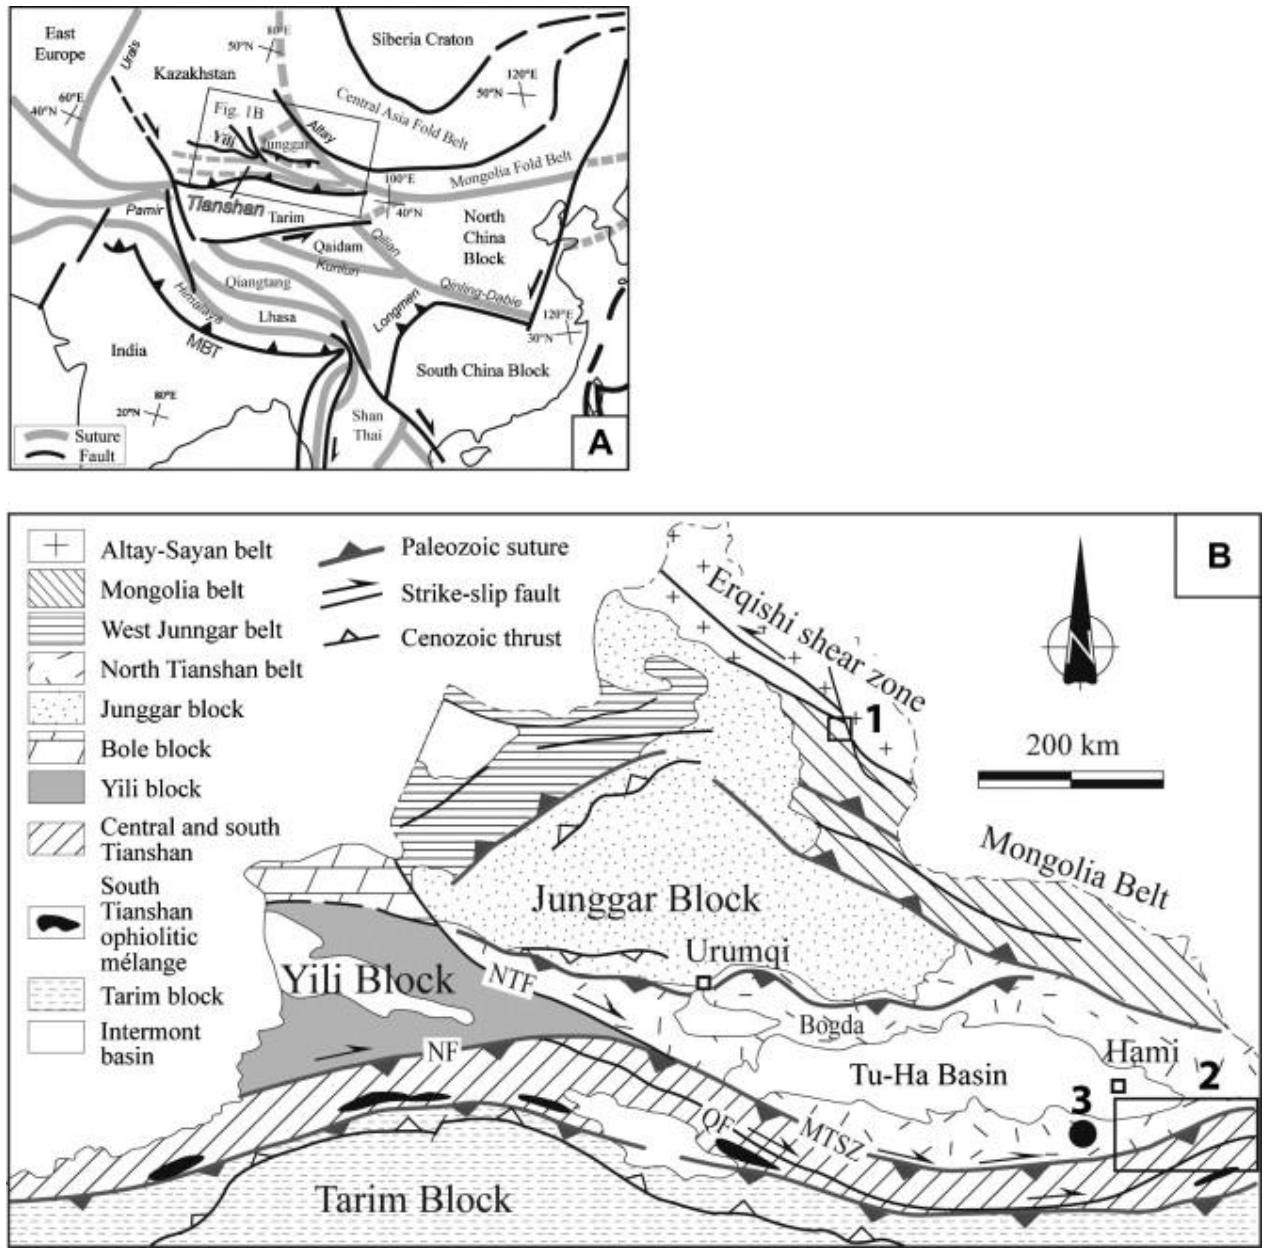 East
Europe
Urals
80°E
50°N
Siberia Craton
Kazakhstan
60°E
40°N
120°E
50°N
Central Asia Fold Belt
Fig. 1B
Altay
Yili
Junggar
Mongolia Fold Belt
100°E
40°N
Pamir
Tianshan
Tarim
North
China
Block
Qilian
Qaidam
Kunlun
Qiangtang
Qinling-Dabie
Himalaya
Lhasa
Longmen
120°E
30°N
MBT
India
South China Block
80°E
20°N
Shan
Thai
Suture
Fault
A
B
Altay-Sayan belt
Mongolia belt
West Junngar belt
North Tianshan belt
Junggar block
Bole block
Yili block
Central and south
Tianshan
South
Tianshan
ophiolitic
mélange
Tarim block
Intermont
basin
Paleozoic suture
Strike-slip fault
Cenozoic thrust
Erqishi shear zone
N
1
200 km
Mongolia Belt
Junggar Block
Urumqi
Yili Block
NTF
Bogda
NF
Hami
Tu-Ha Basin
2
3
QF
MTSZ
Tarim Block